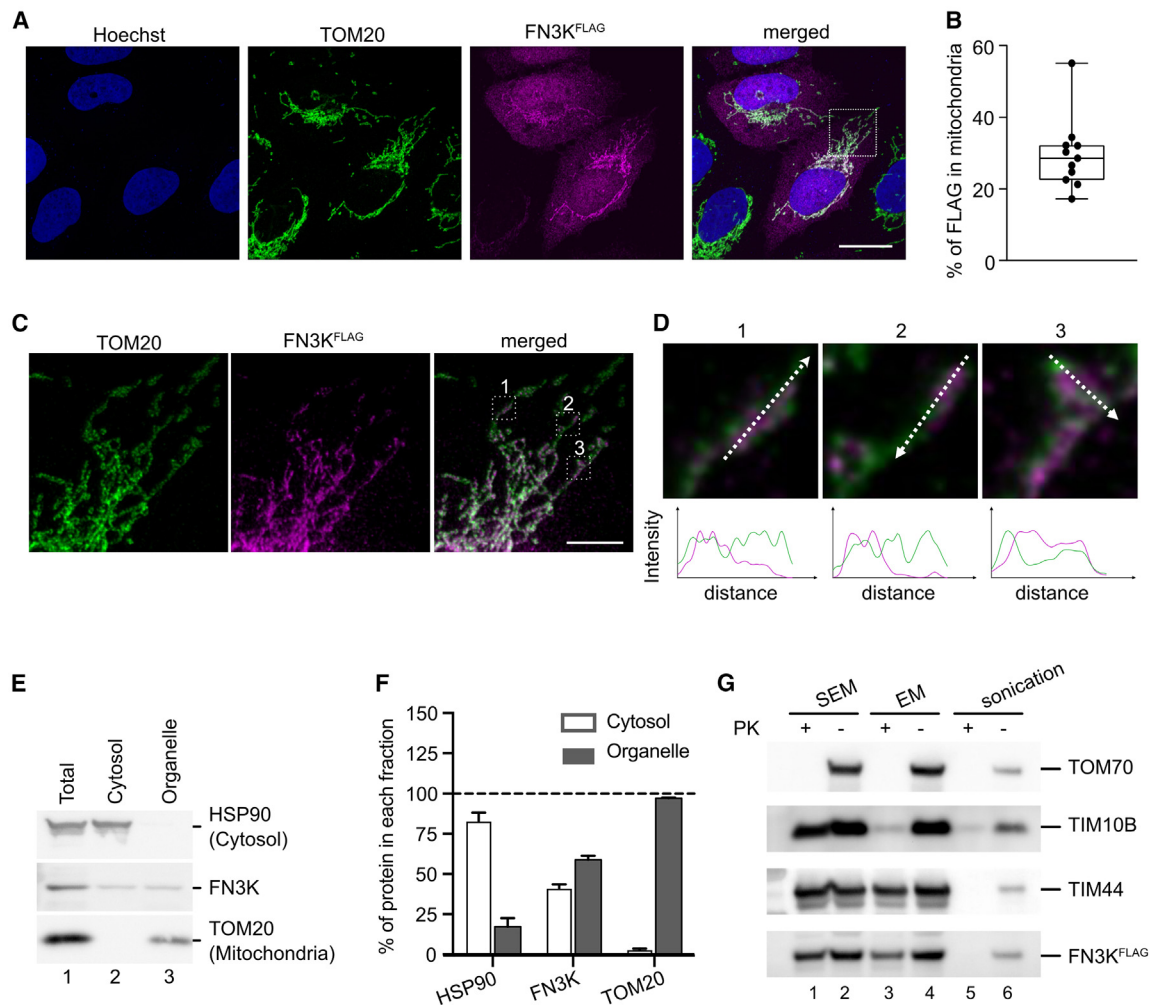 A
Hoechst
TOM20
FN3KFLAG
merged
B
60
40
20
0
% of FLAG in mitochondria
C
TOM20
FN3KFLAG
merged
1
2
3
D
1
2
3
Intensity
distance
distance
distance
E
Total
Cytosol
Organelle
HSP90
(Cytosol)
FN3K
TOM20
(Mitochondria)
1 2 3
F
150
125
100
75
50
25
0
% of protein in each fraction
Cytosol
Organelle
HSP90
FN3K
TOM20
G
SEM
EM
sonication
PK + - + - + -
TOM70
TIM10B
TIM44
FN3KFLAG
1 2 3 4 5 6